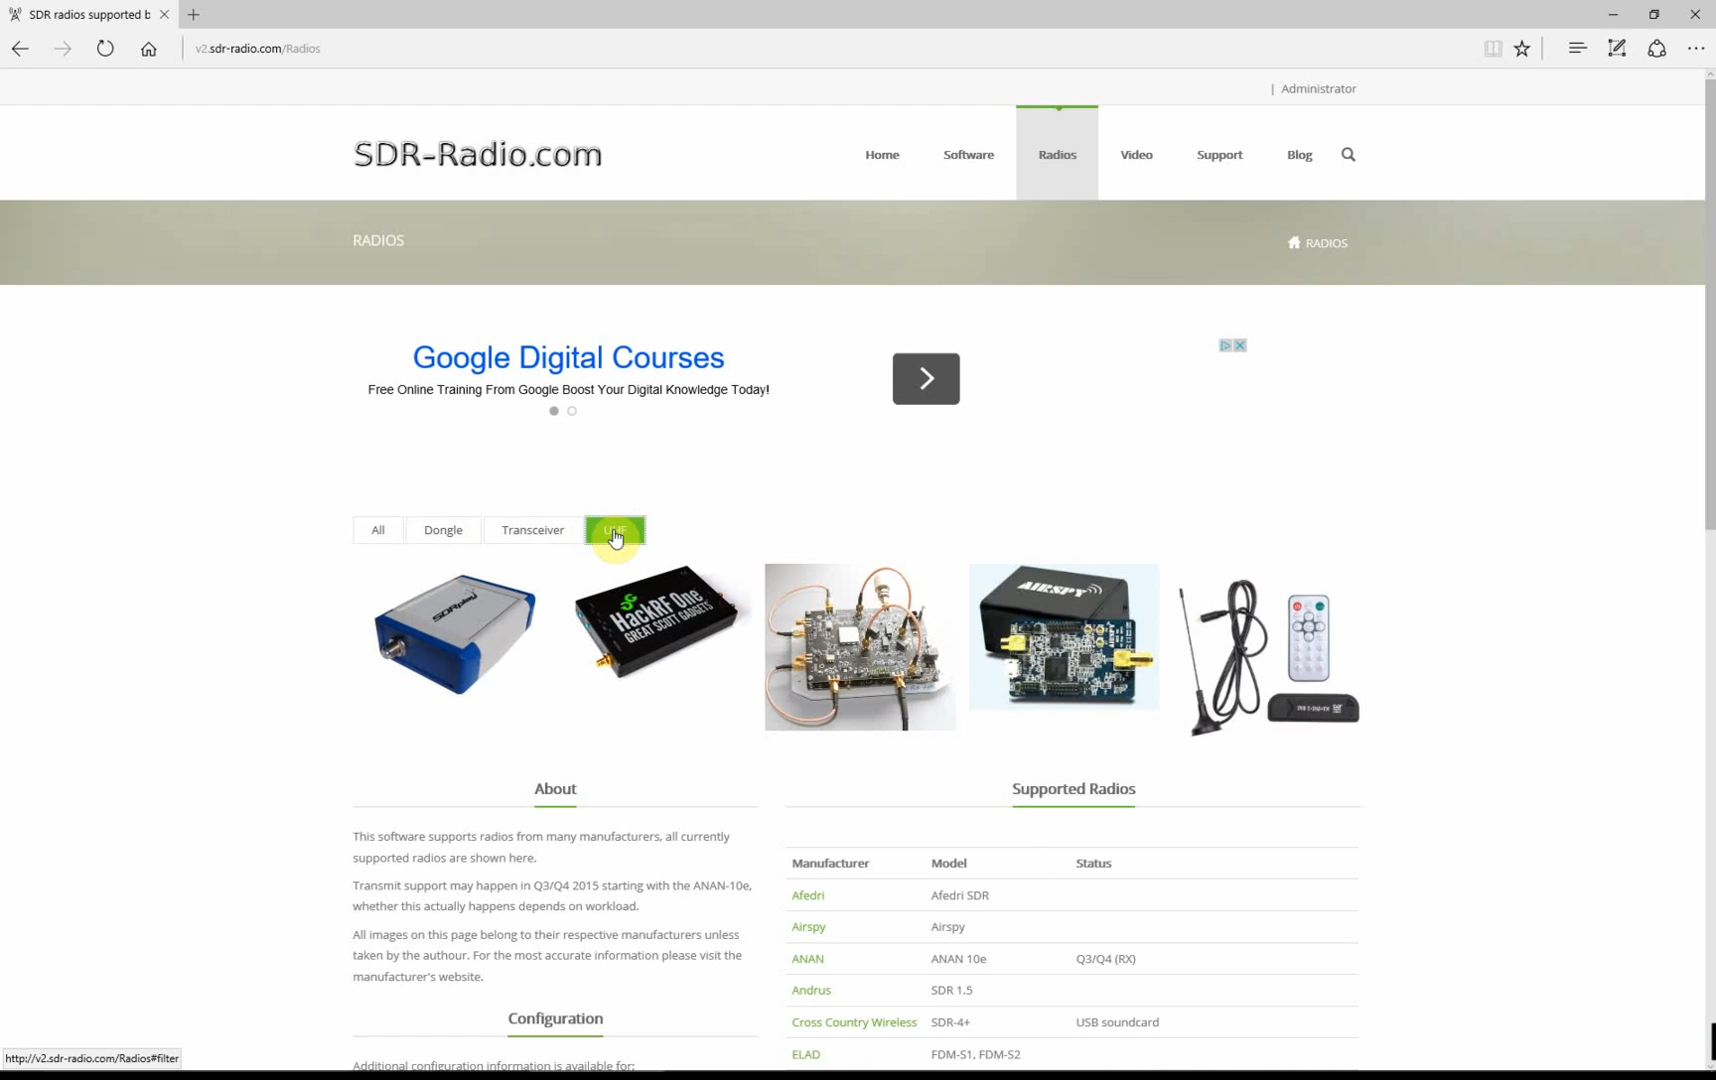 SDR radios supported b
v2.sdr-radio.com/Radios
| Administrator
SDR-Radio.com
Home
Software
Radios
Video
Support
Blog
RADIOS
RADIOS
Google Digital Courses
Free Online Training From Google Boost Your Digital Knowledge Today!
All
Dongle
Transceiver
UHF
SDRplay
HackRF One
GREAT SCOTT GADGETS
AIRSPY
About
This software supports radios from many manufacturers, all currently
supported radios are shown here.
Transmit support may happen in Q3/Q4 2015 starting with the ANAN-10e,
whether this actually happens depends on workload.
All images on this page belong to their respective manufacturers unless
taken by the authour. For the most accurate information please visit the
manufacturer's website.
Configuration
Additional configuration information is available for:
Supported Radios
Manufacturer Model Status
Afedri Afedri SDR
Airspy Airspy
ANAN ANAN 10e Q3/Q4 (RX)
Andrus SDR 1.5
Cross Country Wireless SDR-4+ USB soundcard
ELAD FDM-S1, FDM-S2
http://v2.sdr-radio.com/Radios#filter